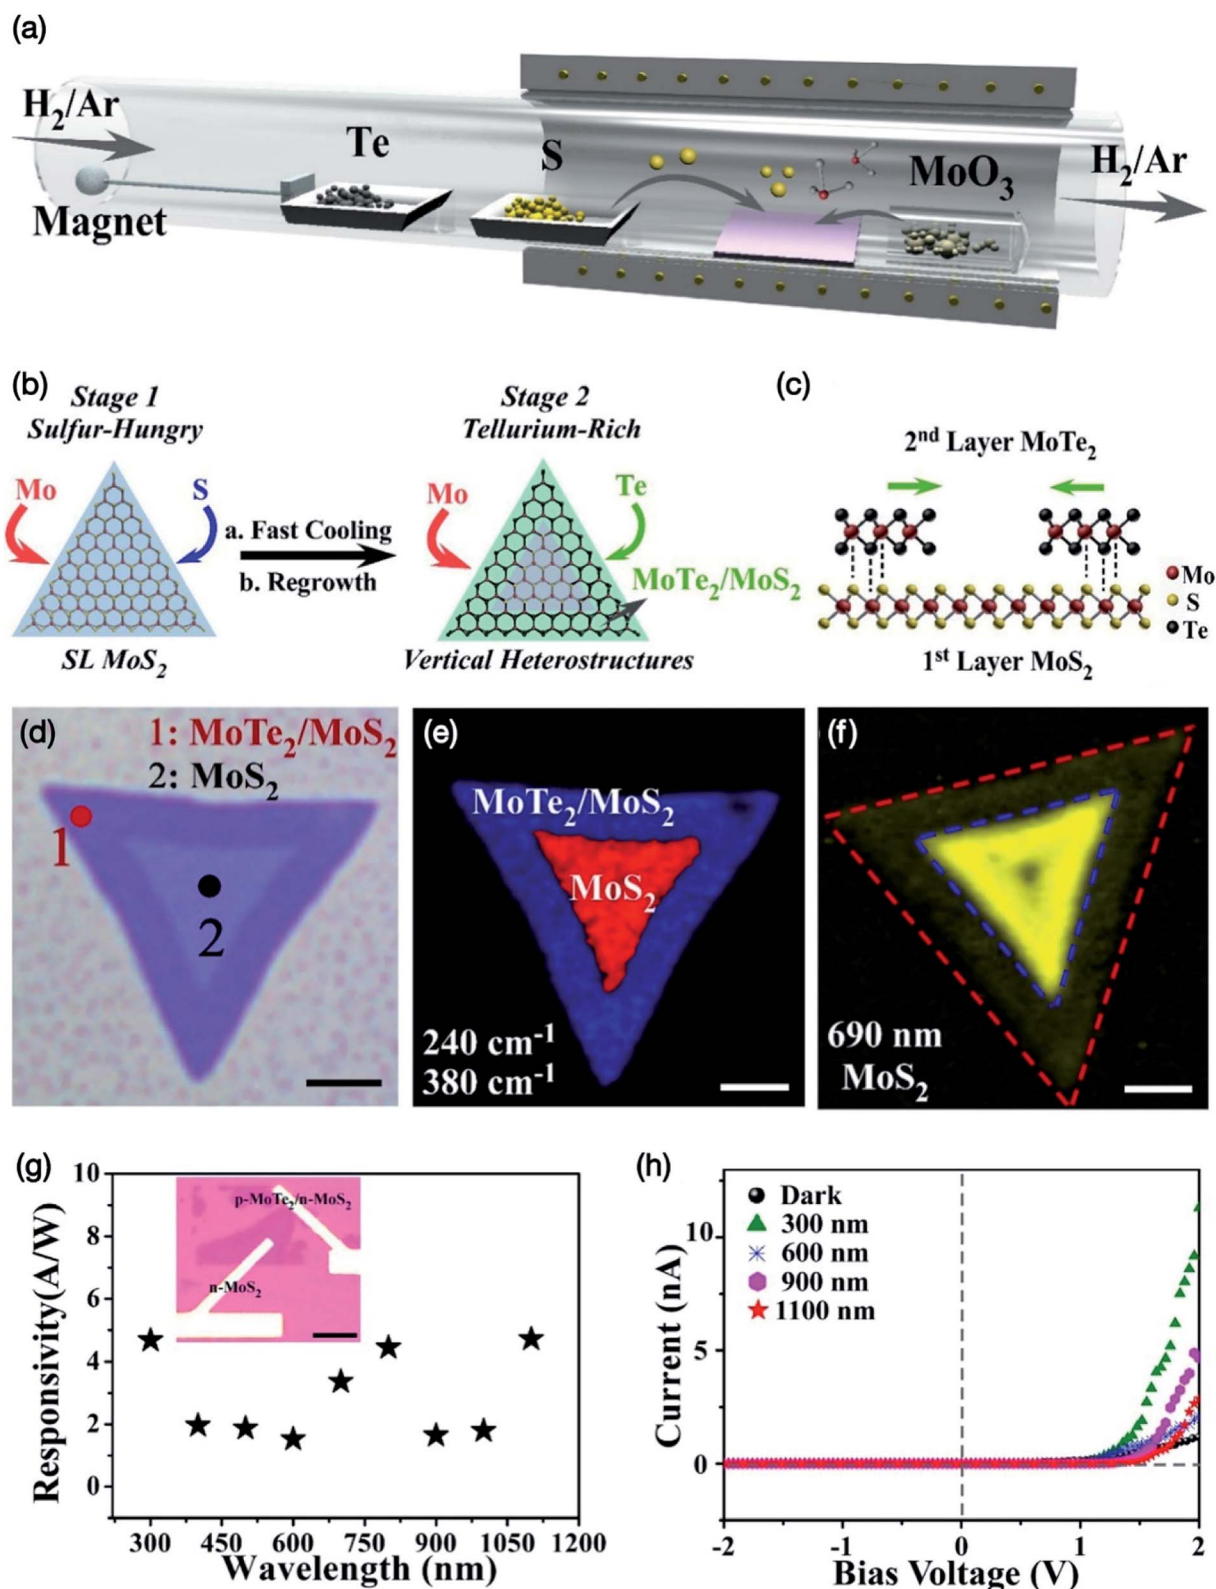 (a)
H2/Ar
Magnet
Te
S
MoO3
H2/Ar
(b)
Stage 1
Sulfur-Hungry
Mo
S
SL MoS2
a. Fast Cooling
b. Regrowth
Stage 2
Tellurium-Rich
Mo
Te
MoTe2/MoS2
Vertical Heterostructures
(c)
2nd Layer MoTe2
Mo
S
Te
1st Layer MoS2
(d)
1: MoTe2/MoS2
2: MoS2
1
2
(e)
MoTe2/MoS2
MoS2
240 cm-1
380 cm-1
(f)
690 nm
MoS2
(g)
Responsivity(A/W)
10
8
6
4
2
0
p-MoTe2/n-MoS2
n-MoS2
300 450 600 750 900 1050 1200
Wavelength (nm)
(h)
Current (nA)
10
5
0
Dark
300 nm
600 nm
900 nm
1100 nm
-2 -1 0 1 2
Bias Voltage (V)